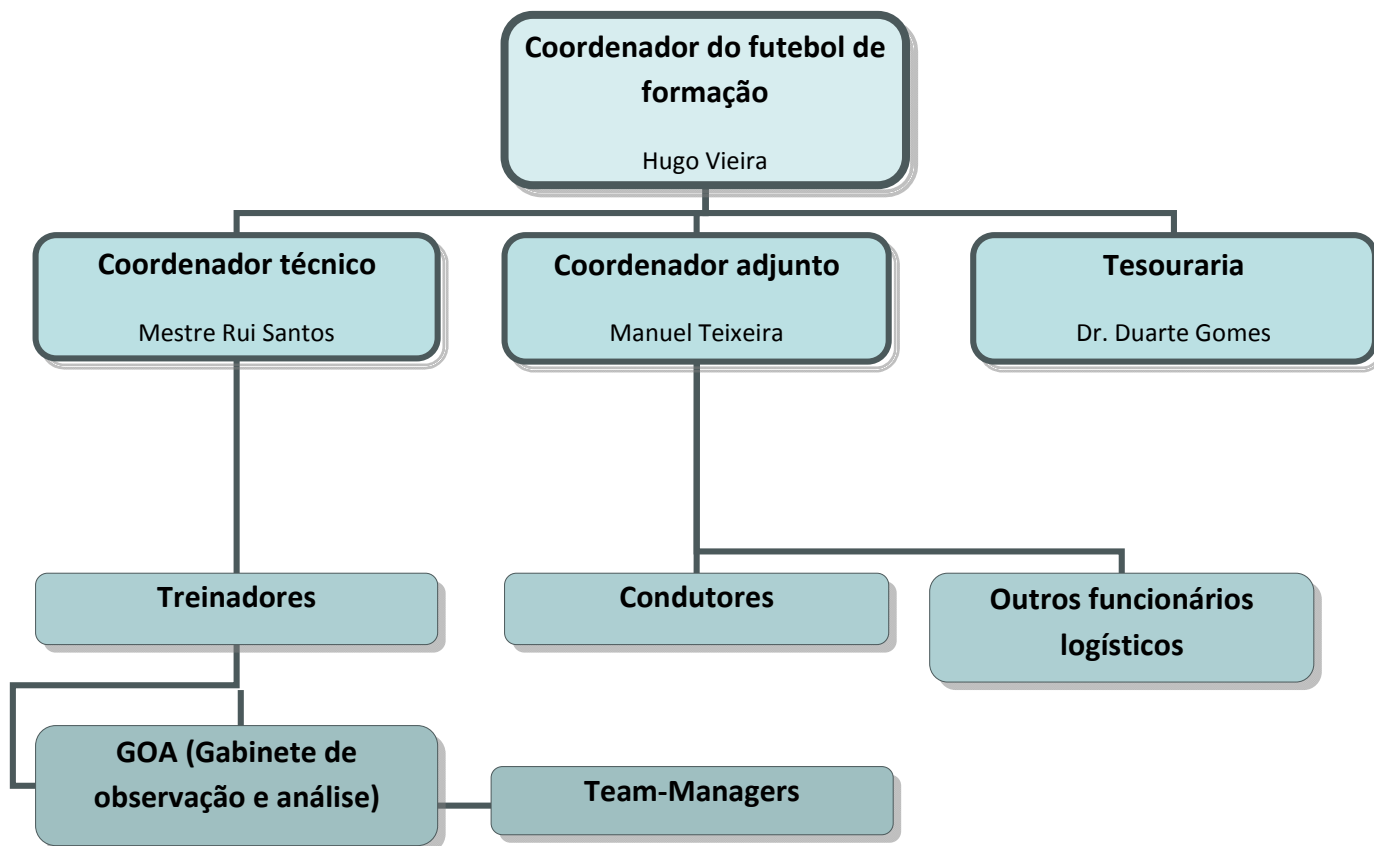 Coordenador do futebol de
formação
Hugo Vieira
Coordenador técnico
Mestre Rui Santos
Coordenador adjunto
Manuel Teixeira
Tesouraria
Dr. Duarte Gomes
Treinadores
Condutores
Outros funcionários
logísticos
GOA (Gabinete de
observação e análise)
Team-Managers